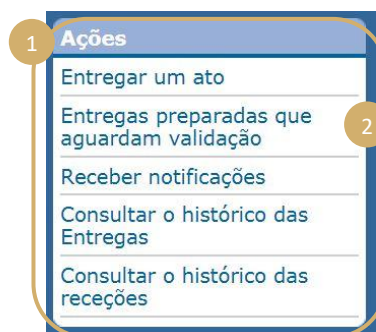 1
Ações
Entregar um ato
Entregas preparadas que
aguardam validação
2
Receber notificações
Consultar o histórico das
Entregas
Consultar o histórico das
receções